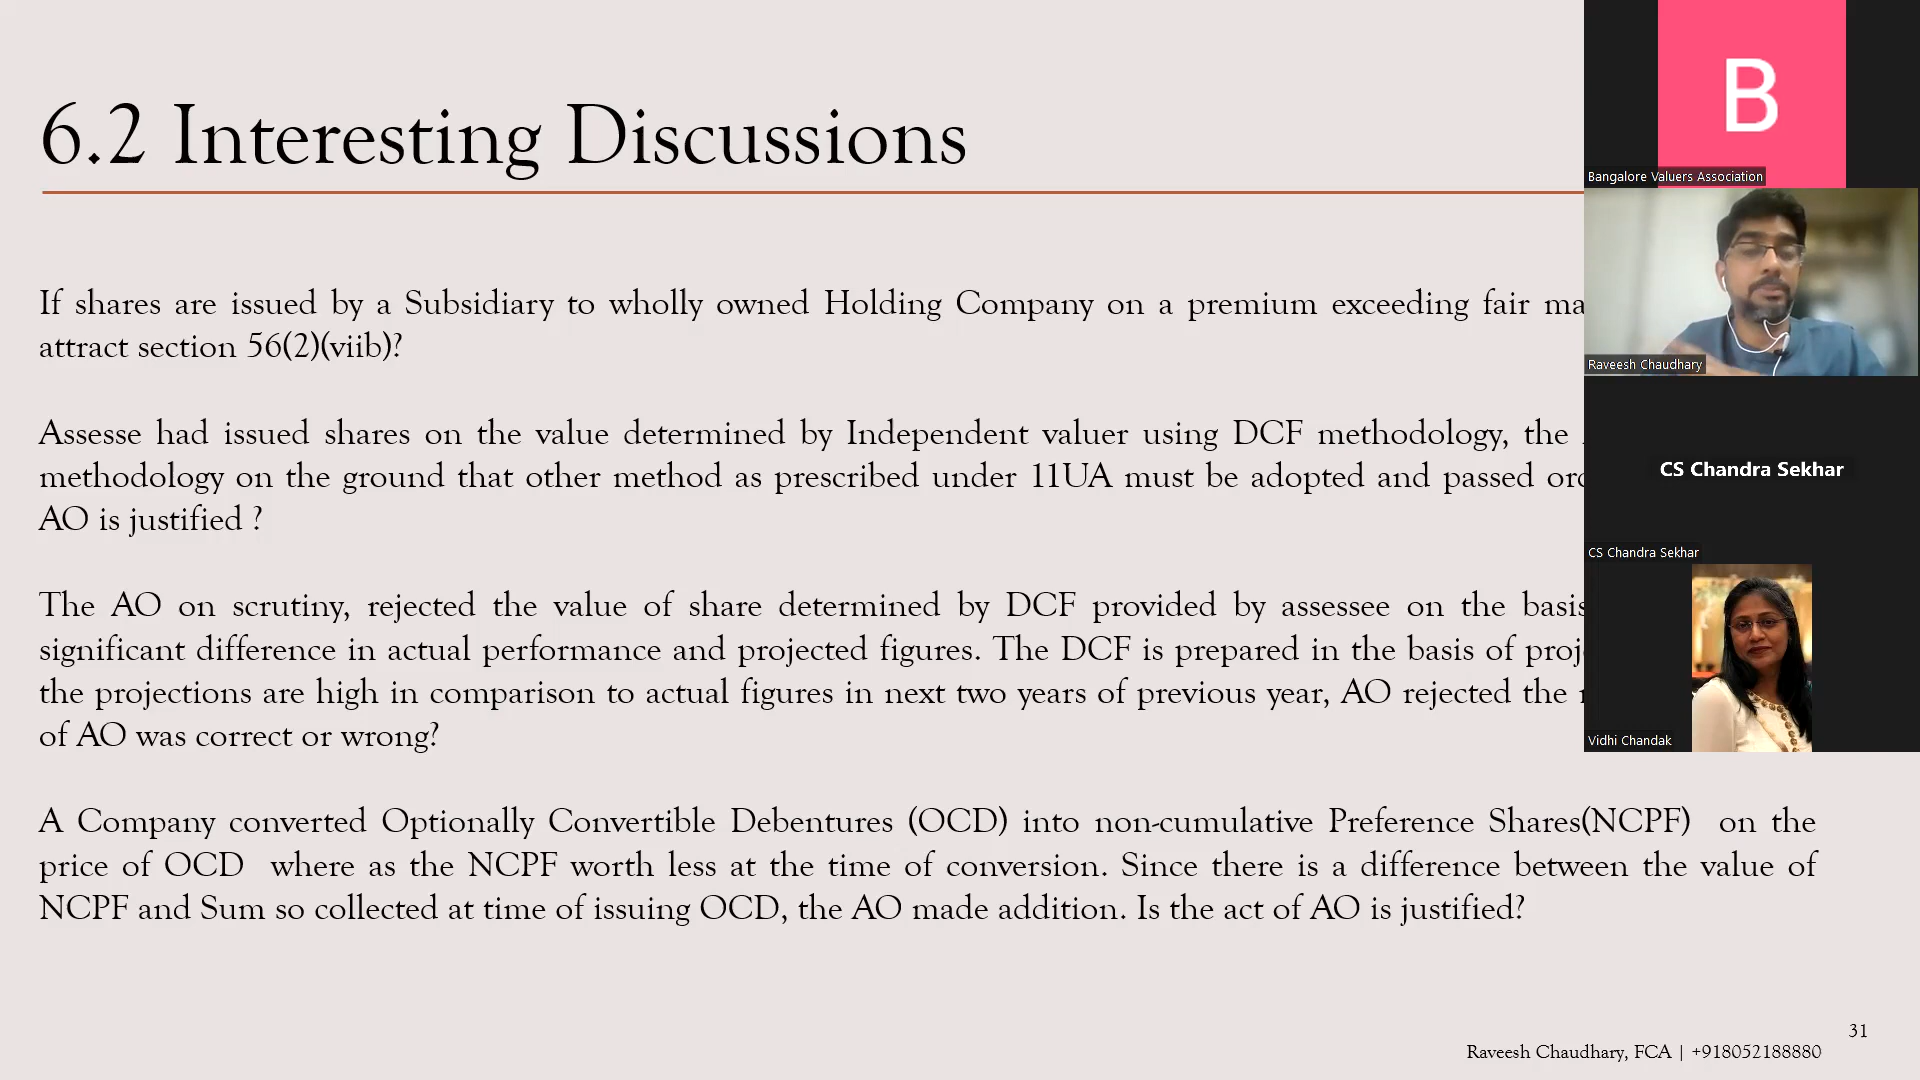 6.2 Interesting Discussions
If shares are issued by a Subsidiary to wholly owned Holding Company on a premium exceeding fair
attract section 56(2)(viib)?
Assesse had issued shares on the value determined by Independent valuer using DCF methodology, the
methodology on the ground that other method as prescribed under 11UA must be adopted and passed
AO is justified ?
The AO on scrutiny, rejected the value of share determined by DCF provided by assessee on the basis
significant difference in actual performance and projected figures. The DCF is prepared in the basis of
the projections are high in comparison to actual figures in next two years of previous year, AO rejected the
of AO was correct or wrong?
A Company converted Optionally Convertible Debentures (OCD) into non-cumulative Preference Shares(NCPF) on the
price of OCD where as the NCPF worth less at the time of conversion. Since there is a difference between the value of
NCPF and Sum so collected at time of issuing OCD, the AO made addition. Is the act of AO is justified?
31
Raveesh Chaudhary, FCA | +918052188880
B
Bangalore Valuers Association
Raveesh Chaudhary
CS Chandra Sekhar
CS Chandra Sekhar
Vidhi Chandak